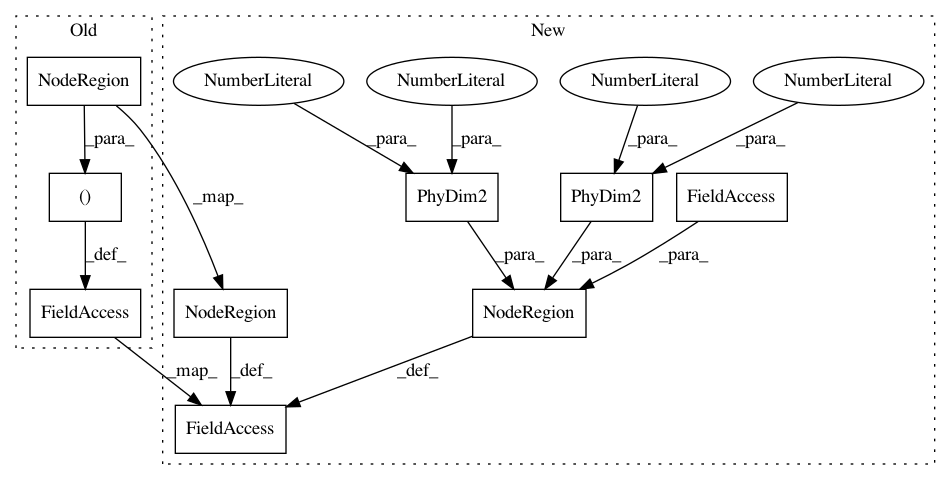 Old
New
NodeRegion
NumberLiteral
NumberLiteral
NumberLiteral
NumberLiteral
_para_
_para_
_para_
_para_
_para_
_map_
()
PhyDim2
PhyDim2
FieldAccess
_def_
_para_
_para_
_para_
FieldAccess
NodeRegion
NodeRegion
_map_
_def_
_def_
FieldAccess